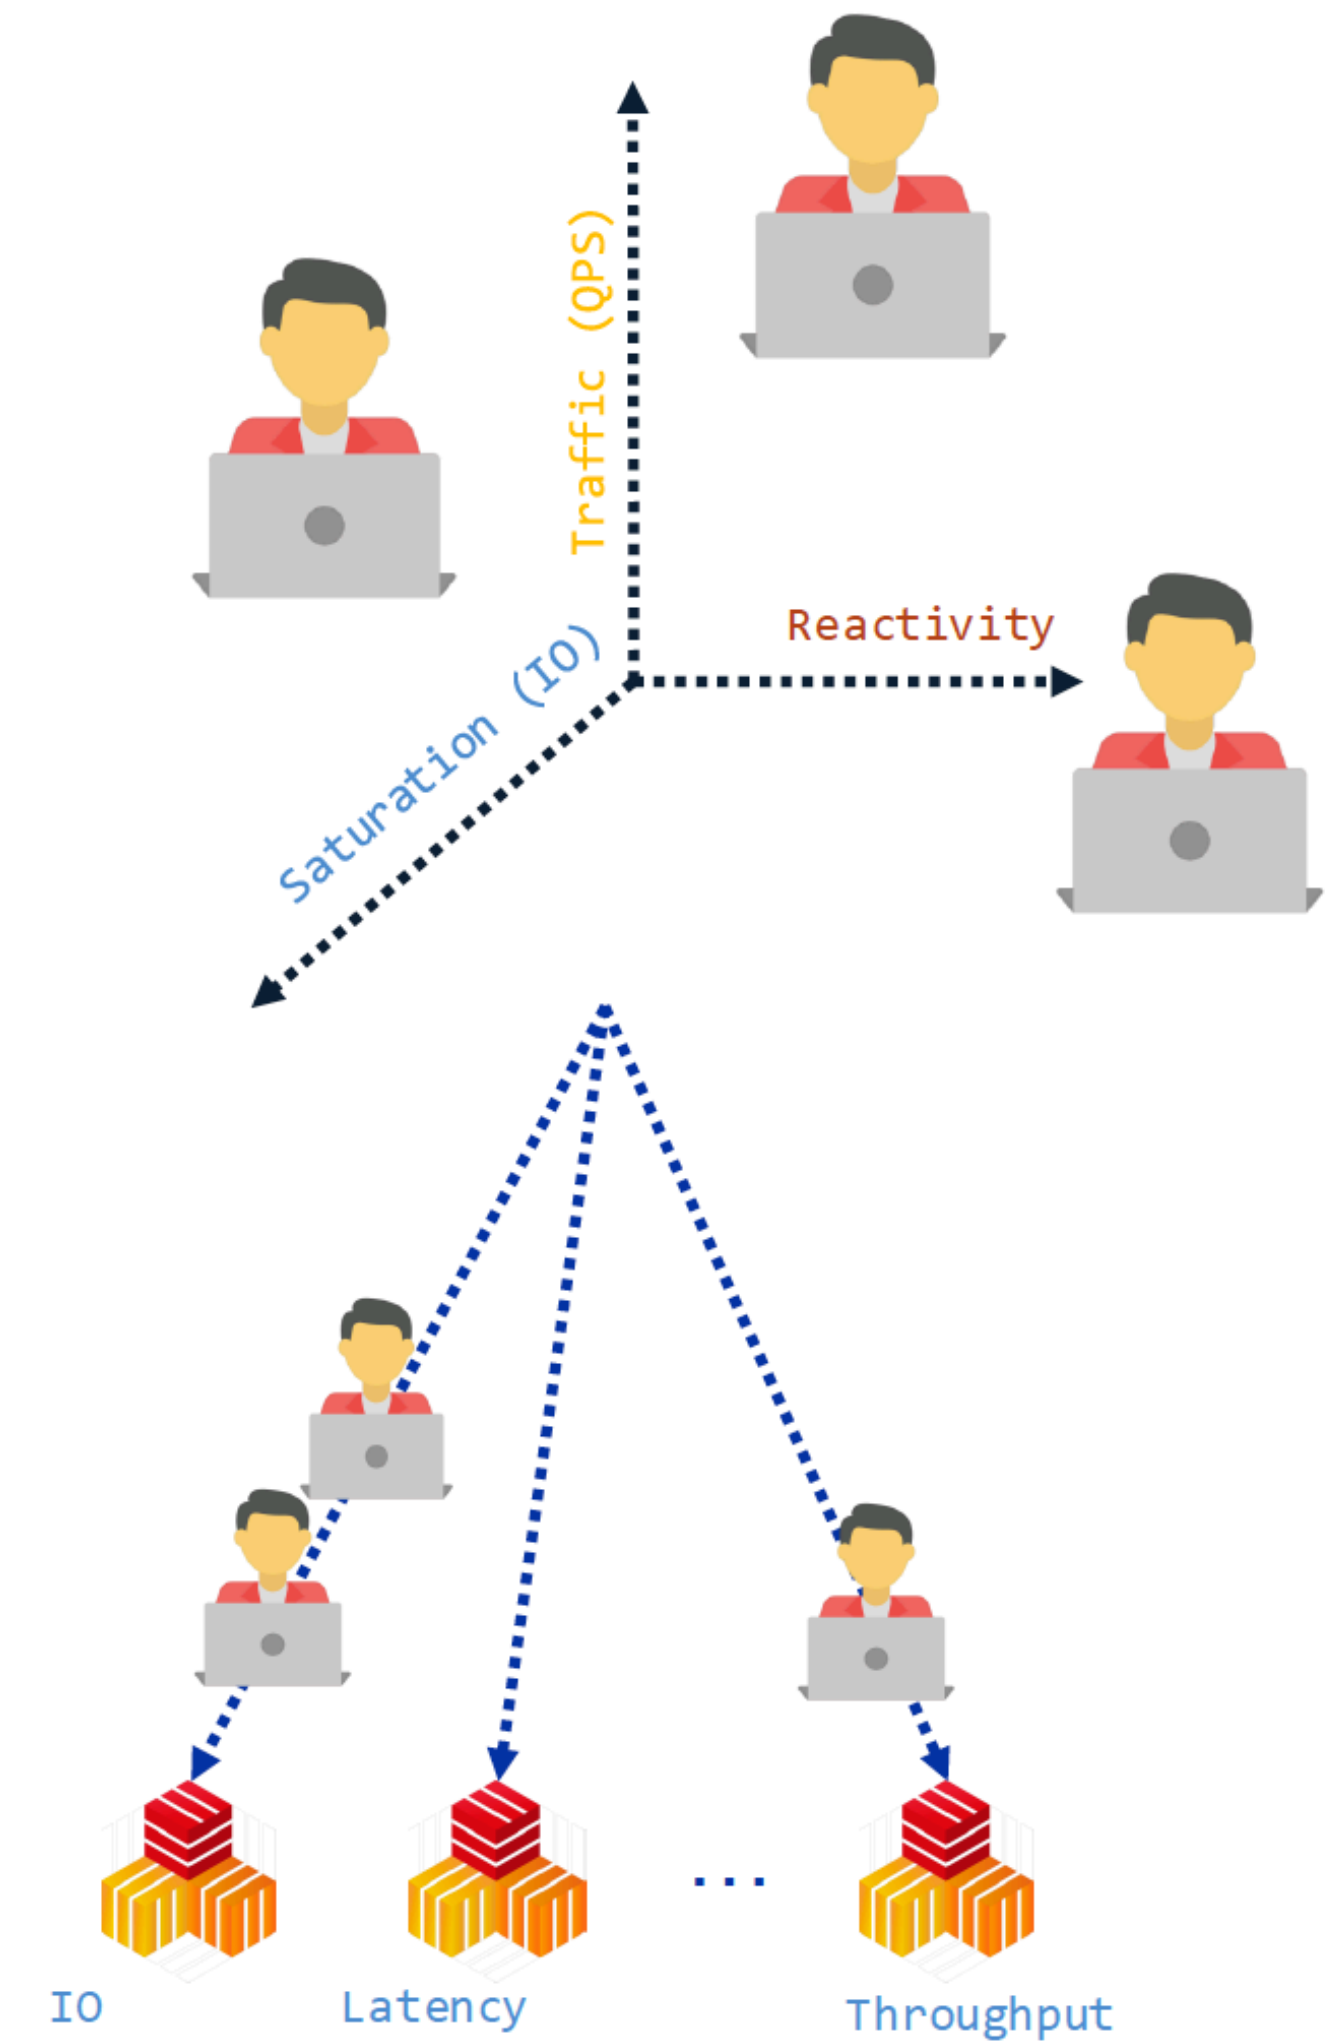 Traffic (QPS)
Reactivity
Saturation (IO)
...
IO
Latency
Throughput